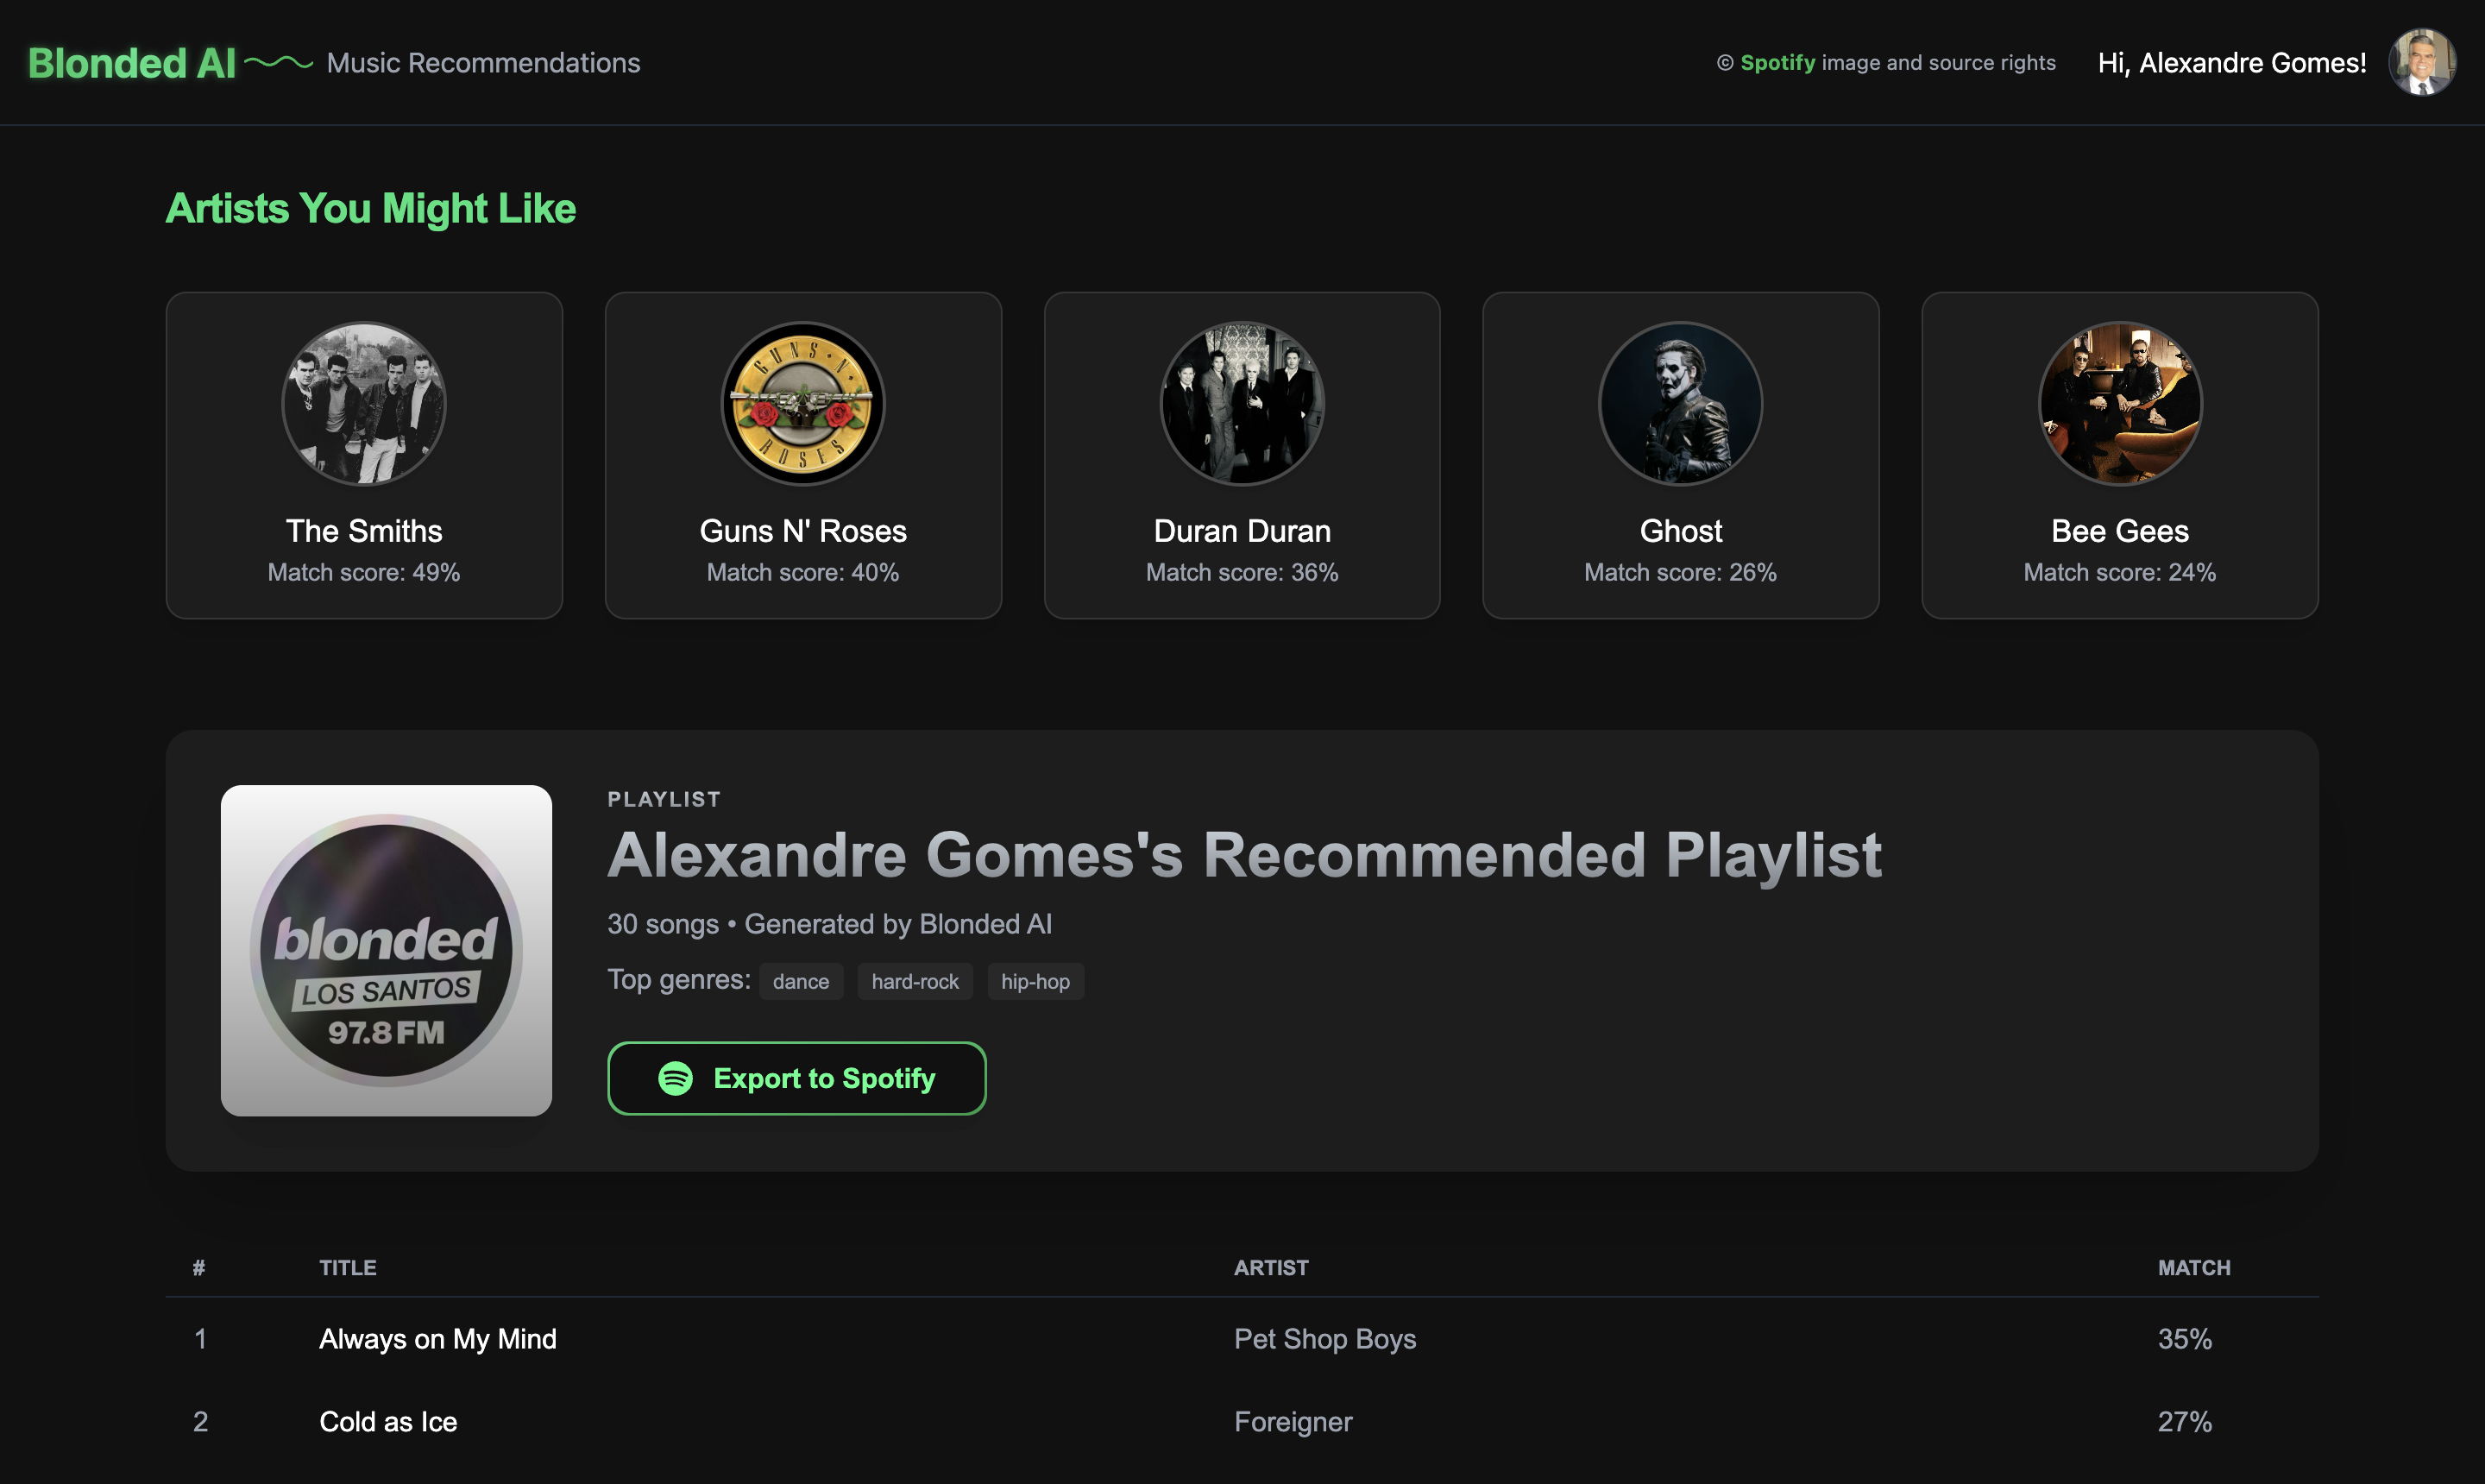 Blonded AI Music Recommendations
© Spotify image and source rights
Hi, Alexandre Gomes!
Artists You Might Like
GUNS N' ROSES
The Smiths
Match score: 49%
Guns N' Roses
Match score: 40%
Duran Duran
Match score: 36%
Ghost
Match score: 26%
Bee Gees
Match score: 24%
blonded
LOS SANTOS
97.8 FM
PLAYLIST
Alexandre Gomes's Recommended Playlist
30 songs • Generated by Blonded AI
Top genres: dance hard-rock hip-hop
Export to Spotify
# TITLE ARTIST MATCH
1 Always on My Mind Pet Shop Boys 35%
2 Cold as Ice Foreigner 27%